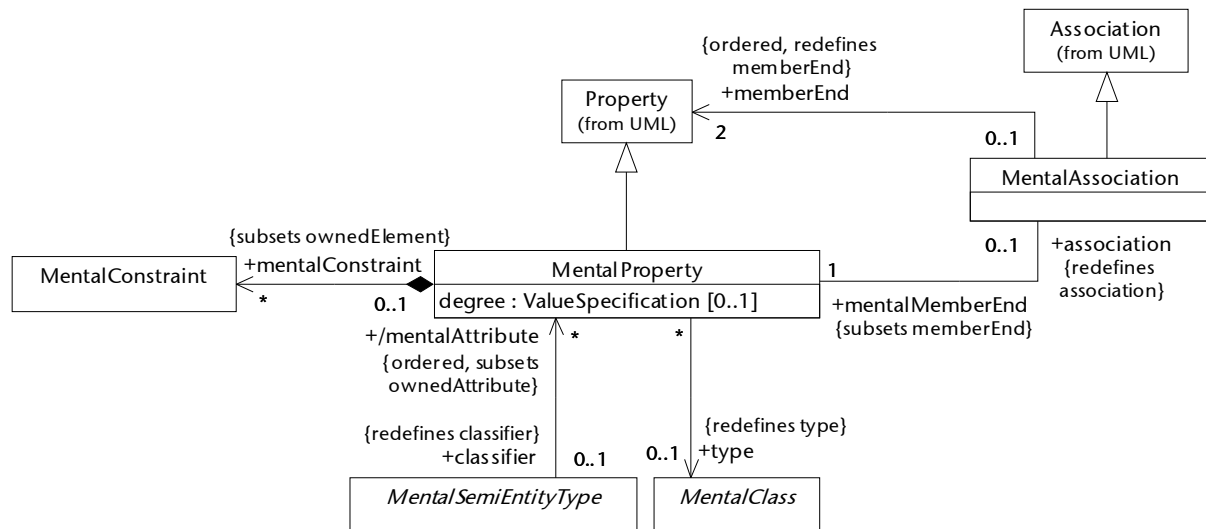 Association
(from UML)
{ordered, redefines
memberEnd}
+memberEnd
Property
(from UML)
2
0..1
MentalAssociation
{subsets ownedElement}
+mentalConstraint
MentalConstraint
*
0..1
MentalProperty
degree : ValueSpecification [0..1]
1
+mentalMemberEnd
{subsets memberEnd}
0..1
+association
{redefines
association}
+/mentalAttribute
*
{ordered, subsets
ownedAttribute}
*
{redefines classifier}
+classifier
0..1
{redefines type}
0..1
+type
MentalSemiEntityType
MentalClass